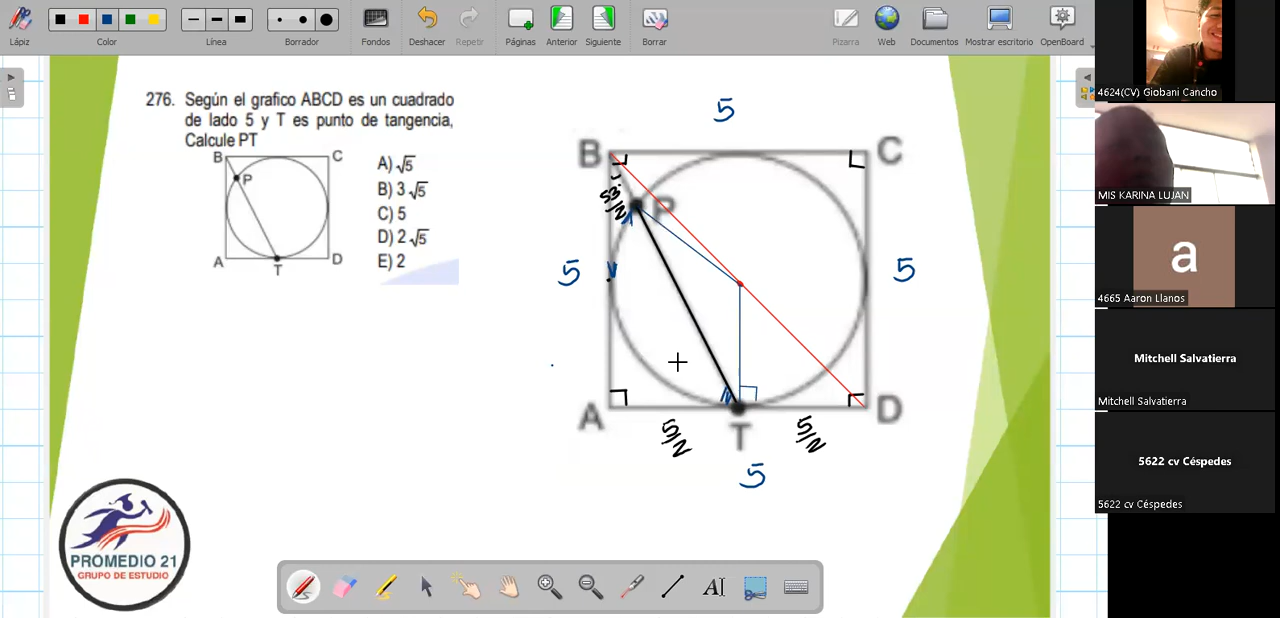 Lápiz
Color
Línea
Borrador
Fondos
Deshacer
Repetir
Páginas
Anterior
Siguiente
Borrar
Pizarra
Web
Documentos
Mostrar escritorio
OpenBoard
276. Según el grafico ABCD es un cuadrado
de lado 5 y T es punto de tangencia,
Calcule PT
B
C
P
A
T
D
A) √5
B) 3 √5
C) 5
D) 2 √5
E) 2
5
B
C
53°/2
P
5
5
A
D
5/2
T
5/2
5
PROMEDIO 21
GRUPO DE ESTUDIO
AI
4624(CV) Giobani Cancho
MIS KARINA LUJAN
a
4665 Aaron Llanos
Mitchell Salvatierra
Mitchell Salvatierra
5622 cv Céspedes
5622 cv Céspedes